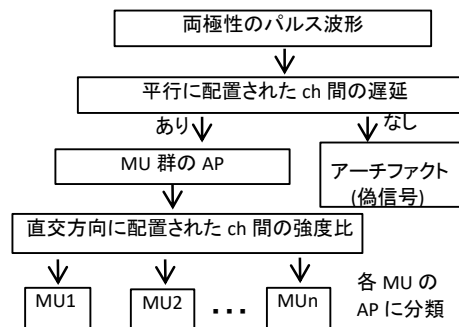 両極性のパルス波形
平行に配置された ch 間の遅延
あり
なし
MU 群の AP
アーチファクト
(偽信号)
直交方向に配置された ch 間の強度比
MU1
MU2
...
MUn
各 MU の
AP に分類